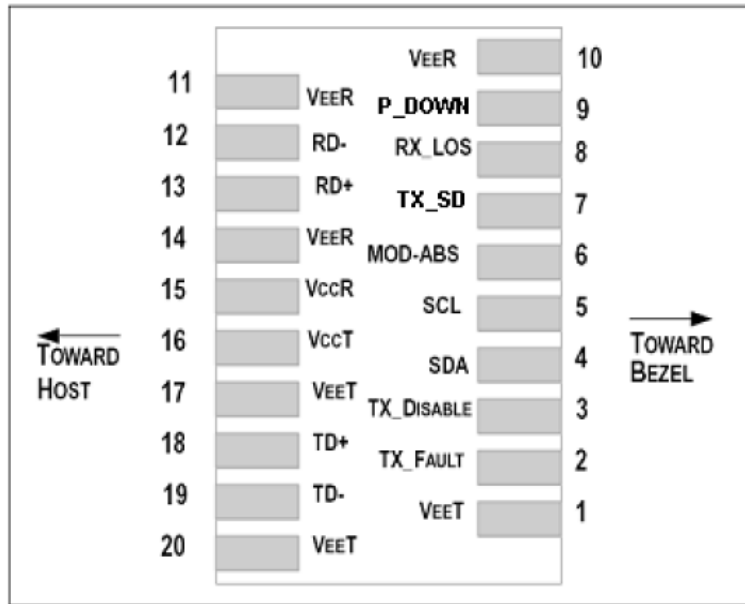 VEER 10
11 VEER
P_DOWN 9
12 RD-
RX_LOS 8
13 RD+
TX_SD 7
14 VEER
MOD-ABS 6
15 VCCR
SCL 5
16 VCCT
TOWARD HOST
TOWARD BEZEL
SDA 4
17 VEET
TX_DISABLE 3
18 TD+
TX_FAULT 2
19 TD-
VEET 1
20 VEET